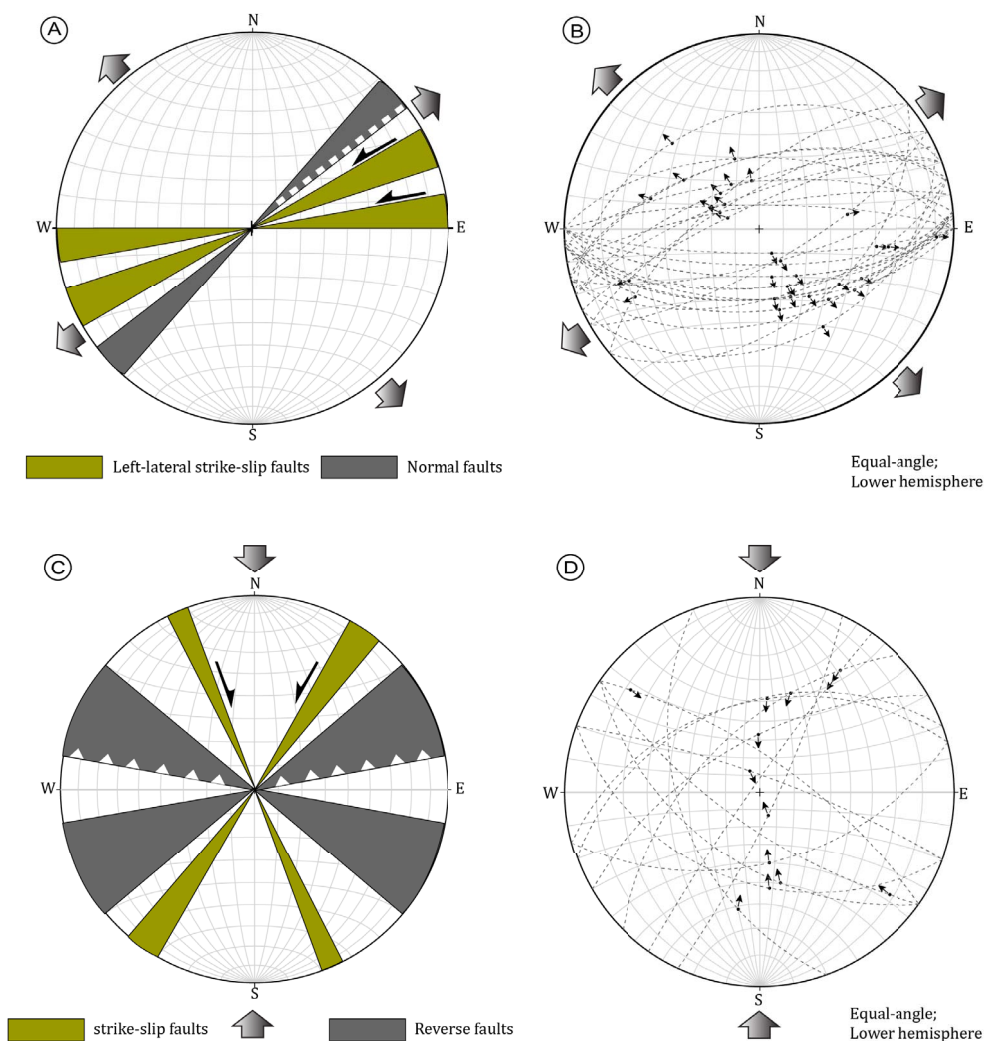 A
N
W
E
S
B
N
W
E
S
Left-lateral strike-slip faults
Normal faults
Equal-angle;
Lower hemisphere
C
N
W
E
S
D
N
W
E
S
strike-slip faults
Reverse faults
Equal-angle;
Lower hemisphere